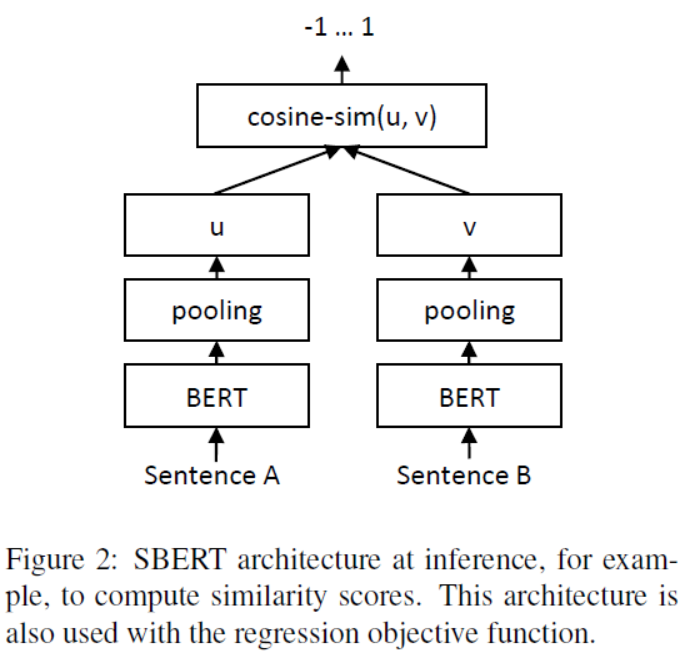 -1 ... 1
cosine-sim(u, v)
u
v
pooling
pooling
BERT
BERT
Sentence A
Sentence B
Figure 2: SBERT architecture at inference, for exam-
ple, to compute similarity scores. This architecture is
also used with the regression objective function.